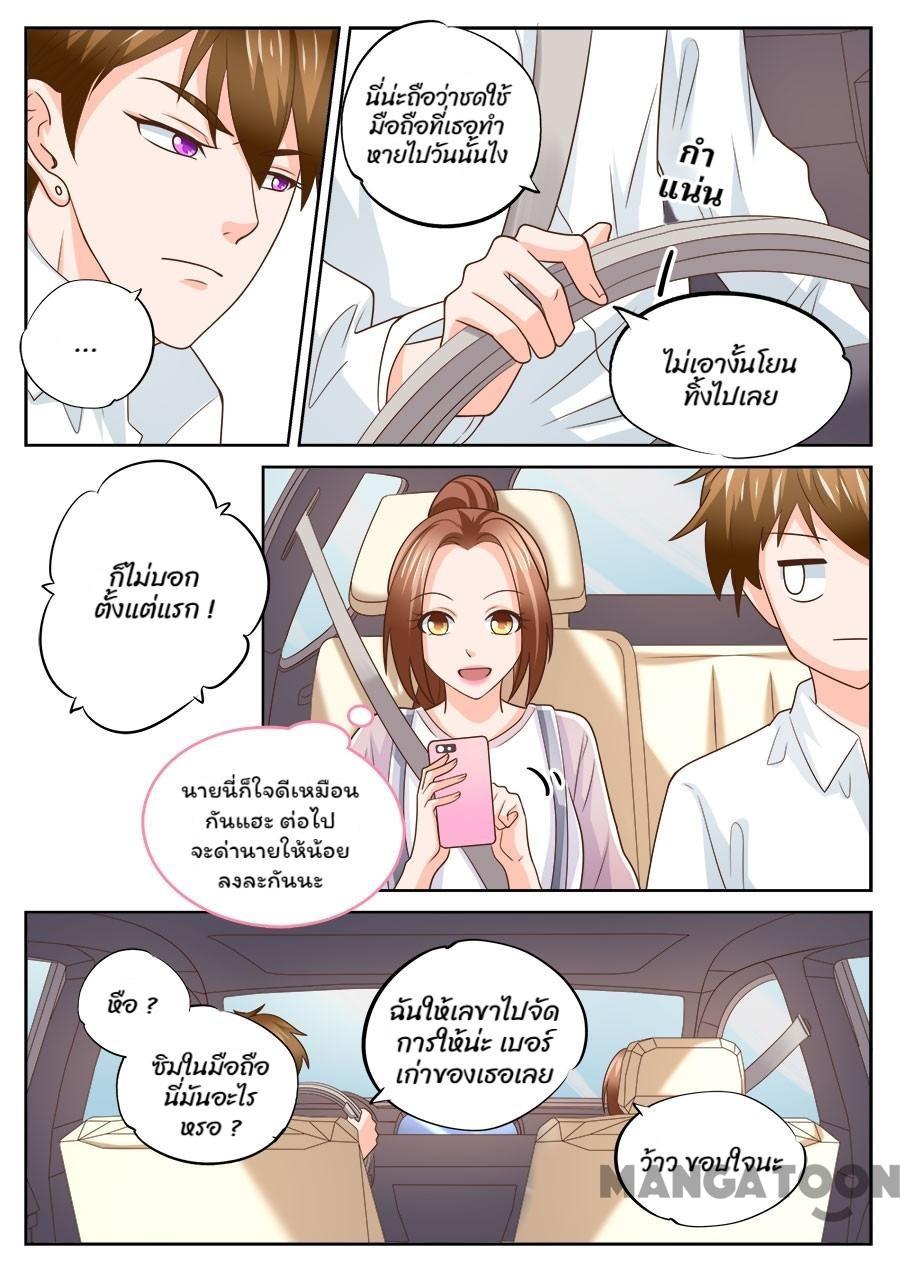 ...
นี่น่ะถือว่าชดใช้
มือถือที่เธอทำ
หายไปวันนั้นไง
กำ
แน่น
ไม่เอางั้นโยน
ทิ้งไปเลย
ก็ไม่บอก
ตั้งแต่แรก !
นายนี่ก็ใจดีเหมือน
กันแฮะ ต่อไป
จะด่านายให้น้อย
ลงละกันนะ
หือ ?
ซิมในมือถือ
นี่มันอะไร
หรอ ?
ฉันให้เลขาไปจัด
การให้น่ะ เบอร์
เก่าของเธอเลย
ว้าว ขอบใจนะ
MANGATOON